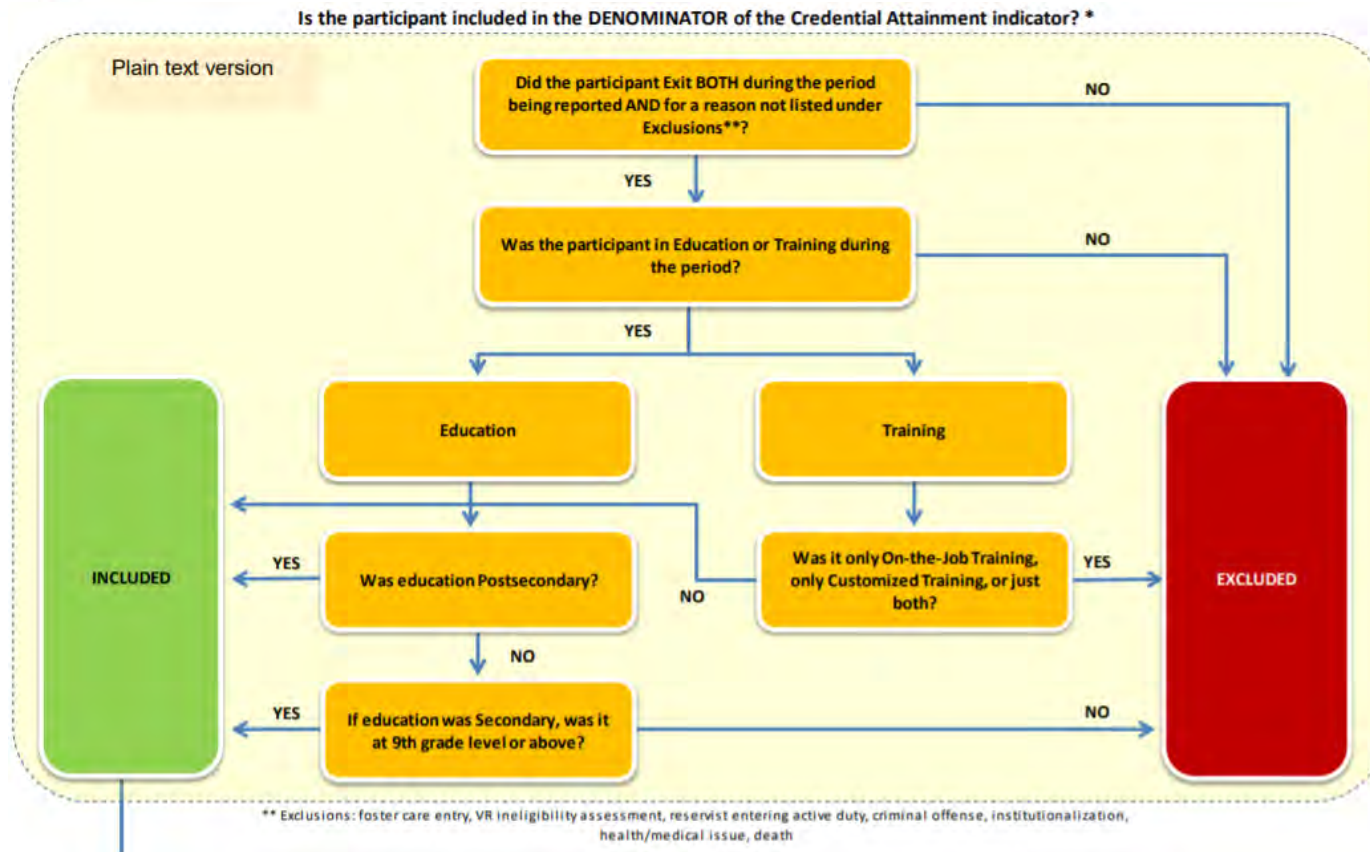 Is the participant included in the DENOMINATOR of the Credential Attainment indicator? *
Plain text version
Did the participant Exit BOTH during the period
being reported AND for a reason not listed under
Exclusions**?
NO
YES
Was the participant in Education or Training during
the period?
NO
YES
Education
Training
INCLUDED
YES
Was education Postsecondary?
NO
Was it only On-the-Job Training,
only Customized Training, or just
both?
YES
EXCLUDED
NO
YES
If education was Secondary, was it
at 9th grade level or above?
NO
** Exclusions: foster care entry, VR ineligibility assessment, reservist entering active duty, criminal offense, institutionalization,
health/medical issue, death